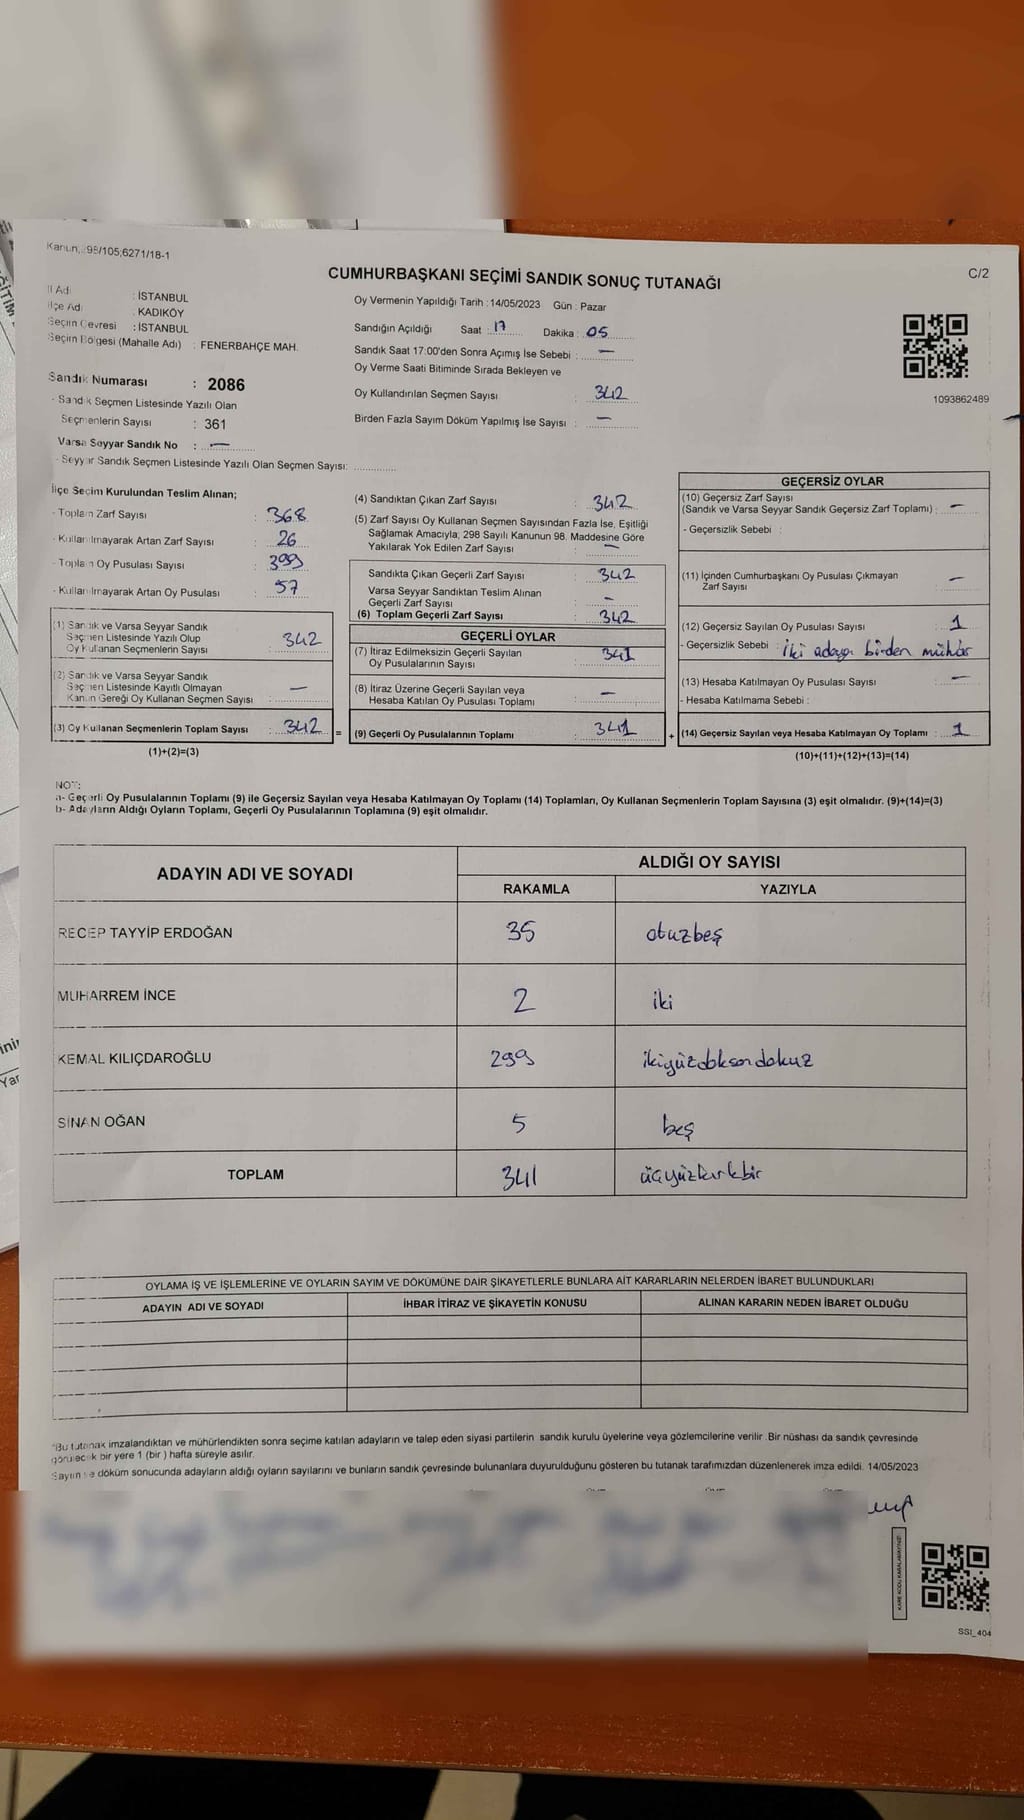 Kanun, 298/105,6271/18-1
C/2
CUMHURBAŞKANI SEÇİMİ SANDIK SONUÇ TUTANAĞI
İl Adı : İSTANBUL
İlçe Adı : KADIKÖY
Seçim Çevresi : İSTANBUL
Seçim Bölgesi (Mahalle Adı) : FENERBAHÇE MAH.
Sandık Numarası : 2086
- Sandık Seçmen Listesinde Yazılı Olan
Seçmenlerin Sayısı : 361
Varsa Seyyar Sandık No : —
- Seyyar Sandık Seçmen Listesinde Yazılı Olan Seçmen Sayısı: ..............
Oy Vermenin Yapıldığı Tarih : 14/05/2023 Gün : Pazar
Sandığın Açıldığı Saat : 17 Dakika : 05
Sandık Saat 17:00'den Sonra Açımış İse Sebebi : —
Oy Verme Saati Bitiminde Sırada Bekleyen ve
Oy Kullandırılan Seçmen Sayısı : 342
Birden Fazla Sayım Döküm Yapılmış İse Sayısı : —
1093862489
İlçe Seçim Kurulundan Teslim Alınan;
- Toplam Zarf Sayısı : 368
- Kullanılmayarak Artan Zarf Sayısı : 26
- Toplam Oy Pusulası Sayısı : 399
- Kullanılmayarak Artan Oy Pusulası : 57
(1) Sandık ve Varsa Seyyar Sandık
Seçmen Listesinde Yazılı Olup
Oy Kullanan Seçmenlerin Sayısı : 342
(2) Sandık ve Varsa Seyyar Sandık
Seçmen Listesinde Kayıtlı Olmayan
Kanun Gereği Oy Kullanan Seçmen Sayısı : —
(3) Oy Kullanan Seçmenlerin Toplam Sayısı : 342 =
(1)+(2)=(3)
(4) Sandıktan Çıkan Zarf Sayısı : 342
(5) Zarf Sayısı Oy Kullanan Seçmen Sayısından Fazla İse, Eşitliği
Sağlamak Amacıyla; 298 Sayılı Kanunun 98. Maddesine Göre
Yakılarak Yok Edilen Zarf Sayısı : —
Sandıkta Çıkan Geçerli Zarf Sayısı : 342
Varsa Seyyar Sandıktan Teslim Alınan
Geçerli Zarf Sayısı : —
(6) Toplam Geçerli Zarf Sayısı : 342
GEÇERLİ OYLAR
(7) İtiraz Edilmeksizin Geçerli Sayılan
Oy Pusulalarının Sayısı : 341
(8) İtiraz Üzerine Geçerli Sayılan veya
Hesaba Katılan Oy Pusulası Toplamı : —
(9) Geçerli Oy Pusulalarının Toplamı : 341 +
GEÇERSİZ OYLAR
(10) Geçersiz Zarf Sayısı
(Sandık ve Varsa Seyyar Sandık Geçersiz Zarf Toplamı) : —
- Geçersizlik Sebebi :
(11) İçinden Cumhurbaşkanı Oy Pusulası Çıkmayan
Zarf Sayısı : —
(12) Geçersiz Sayılan Oy Pusulası Sayısı : 1
- Geçersizlik Sebebi : İki adaya birden mühür
(13) Hesaba Katılmayan Oy Pusulası Sayısı : —
- Hesaba Katılmama Sebebi :
(14) Geçersiz Sayılan veya Hesaba Katılmayan Oy Toplamı : 1
(10)+(11)+(12)+(13)=(14)
NOT:
a- Geçerli Oy Pusulalarının Toplamı (9) ile Geçersiz Sayılan veya Hesaba Katılmayan Oy Toplamı (14) Toplamları, Oy Kullanan Seçmenlerin Toplam Sayısına (3) eşit olmalıdır. (9)+(14)=(3)
b- Adayların Aldığı Oyların Toplamı, Geçerli Oy Pusulalarının Toplamına (9) eşit olmalıdır.
ADAYIN ADI VE SOYADI ALDIĞI OY SAYISI
RAKAMLA YAZIYLA
RECEP TAYYİP ERDOĞAN 35 otuzbeş
MUHARREM İNCE 2 iki
KEMAL KILIÇDAROĞLU 299 ikiyüzdoksandokuz
SİNAN OĞAN 5 beş
TOPLAM 341 üçyüzkırkbir
OYLAMA İŞ VE İŞLEMLERİNE VE OYLARIN SAYIM VE DÖKÜMÜNE DAİR ŞİKAYETLERLE BUNLARA AİT KARARLARIN NELERDEN İBARET BULUNDUKLARI
ADAYIN ADI VE SOYADI İHBAR İTİRAZ VE ŞİKAYETİN KONUSU ALINAN KARARIN NEDEN İBARET OLDUĞU
"Bu tutanak imzalandıktan ve mühürlendikten sonra seçime katılan adayların ve talep eden siyasi partilerin sandık kurulu üyelerine veya gözlemcilerine verilir. Bir nüshası da sandık çevresinde
görülecek bir yere 1 (bir) hafta süreyle asılır.
Sayım ve döküm sonucunda adayların aldığı oyların sayılarını ve bunların sandık çevresinde bulunanlara duyurulduğunu gösteren bu tutanak tarafımızdan düzenlenerek imza edildi. 14/05/2023
KARE KODU KARALAMAYINIZ!
SSI_404